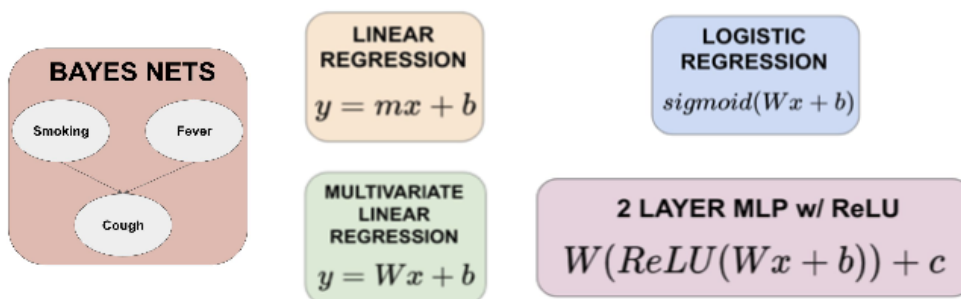 BAYES NETS
Smoking
Fever
Cough
LINEAR
REGRESSION
y = mx + b
MULTIVARIATE
LINEAR
REGRESSION
y = Wx + b
LOGISTIC
REGRESSION
sigmoid(Wx + b)
2 LAYER MLP w/ ReLU
W(ReLU(Wx + b)) + c